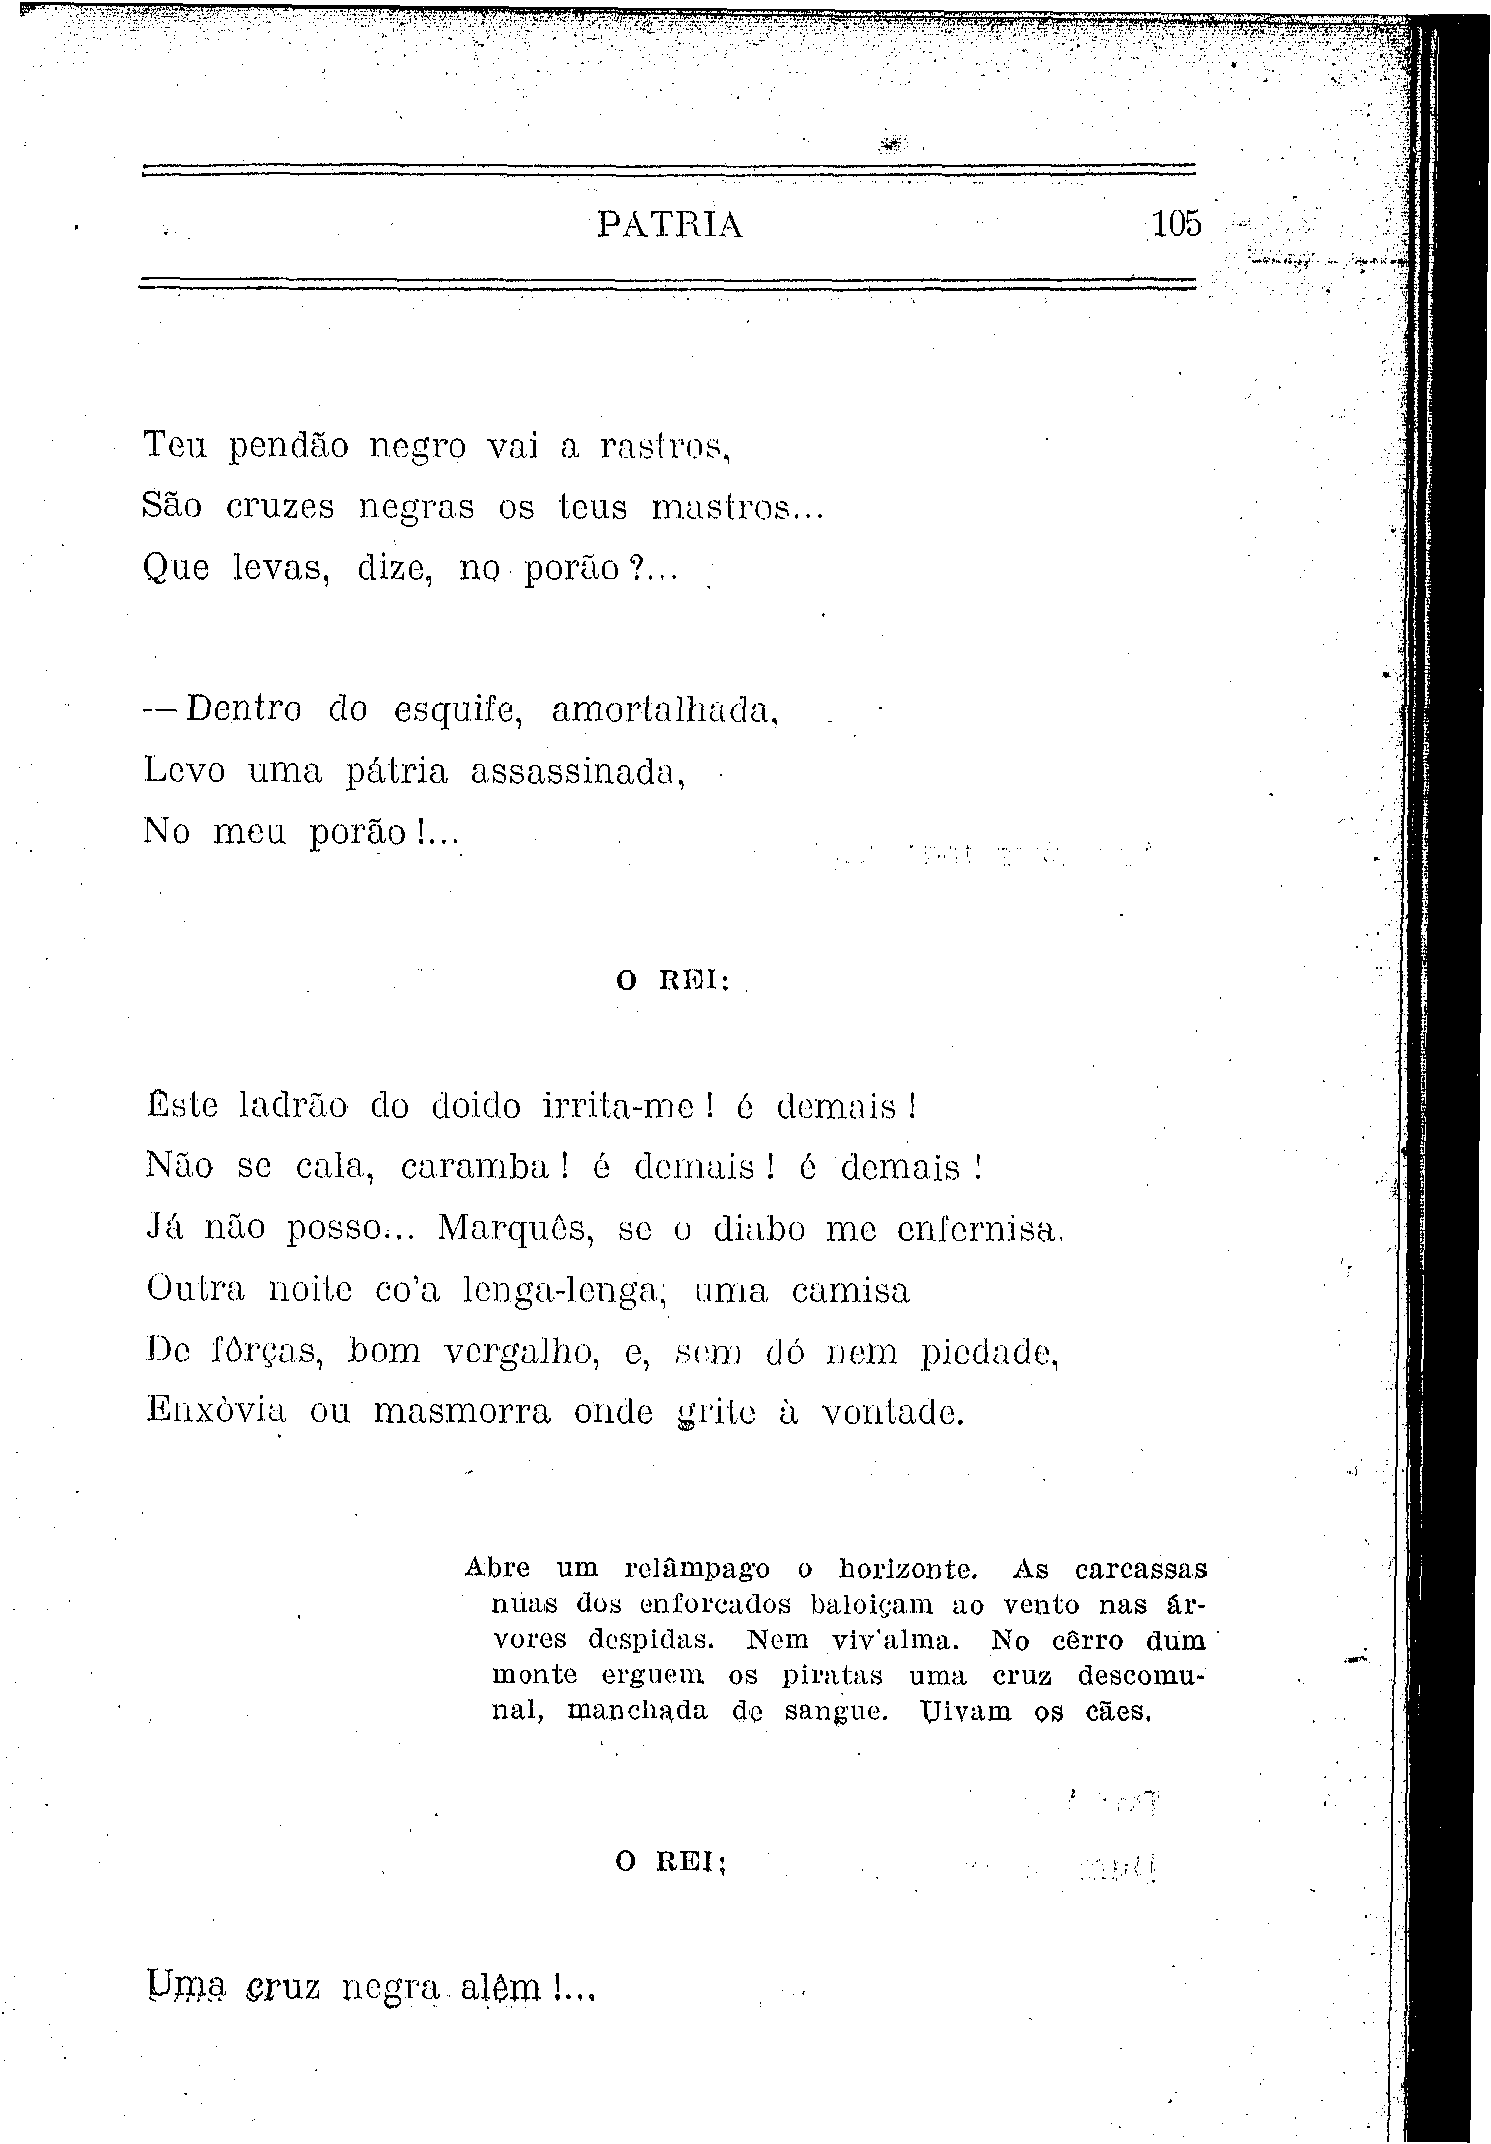 PATRIA 105
Teu pendão negro vai a rastros,
São cruzes negras os teus mastros...
Que levas, dize, no porão?...
—Dentro do esquife, amortalhada,
Levo uma pátria assassinada,
No meu porão!...
O REI:
Êste ladrão do doido irrita-me! é demais!
Não se cala, caramba! é demais! é demais!
Já não posso... Marquês, se o diabo me enfernisa.
Outra noite co'a lenga-lenga, uma camisa
De fôrças, bom vergalho, e, sem dó nem piedade,
Enxòvia ou masmorra onde grite à vontade.
Abre um relâmpago o horizonte. As carcassas
nuas dos enforcados baloiçam ao vento nas ár-
vores despidas. Nem viv'alma. No cêrro dum
monte erguem os piratas uma cruz descomu-
nal, manchada de sangue. Uivam os cães.
O REI;
Uma cruz negra alêm!...